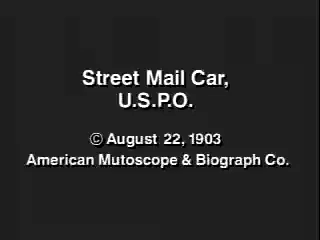 Street Mail Car,
U.S.P.O.
© August 22, 1903
American Mutoscope & Biograph Co.